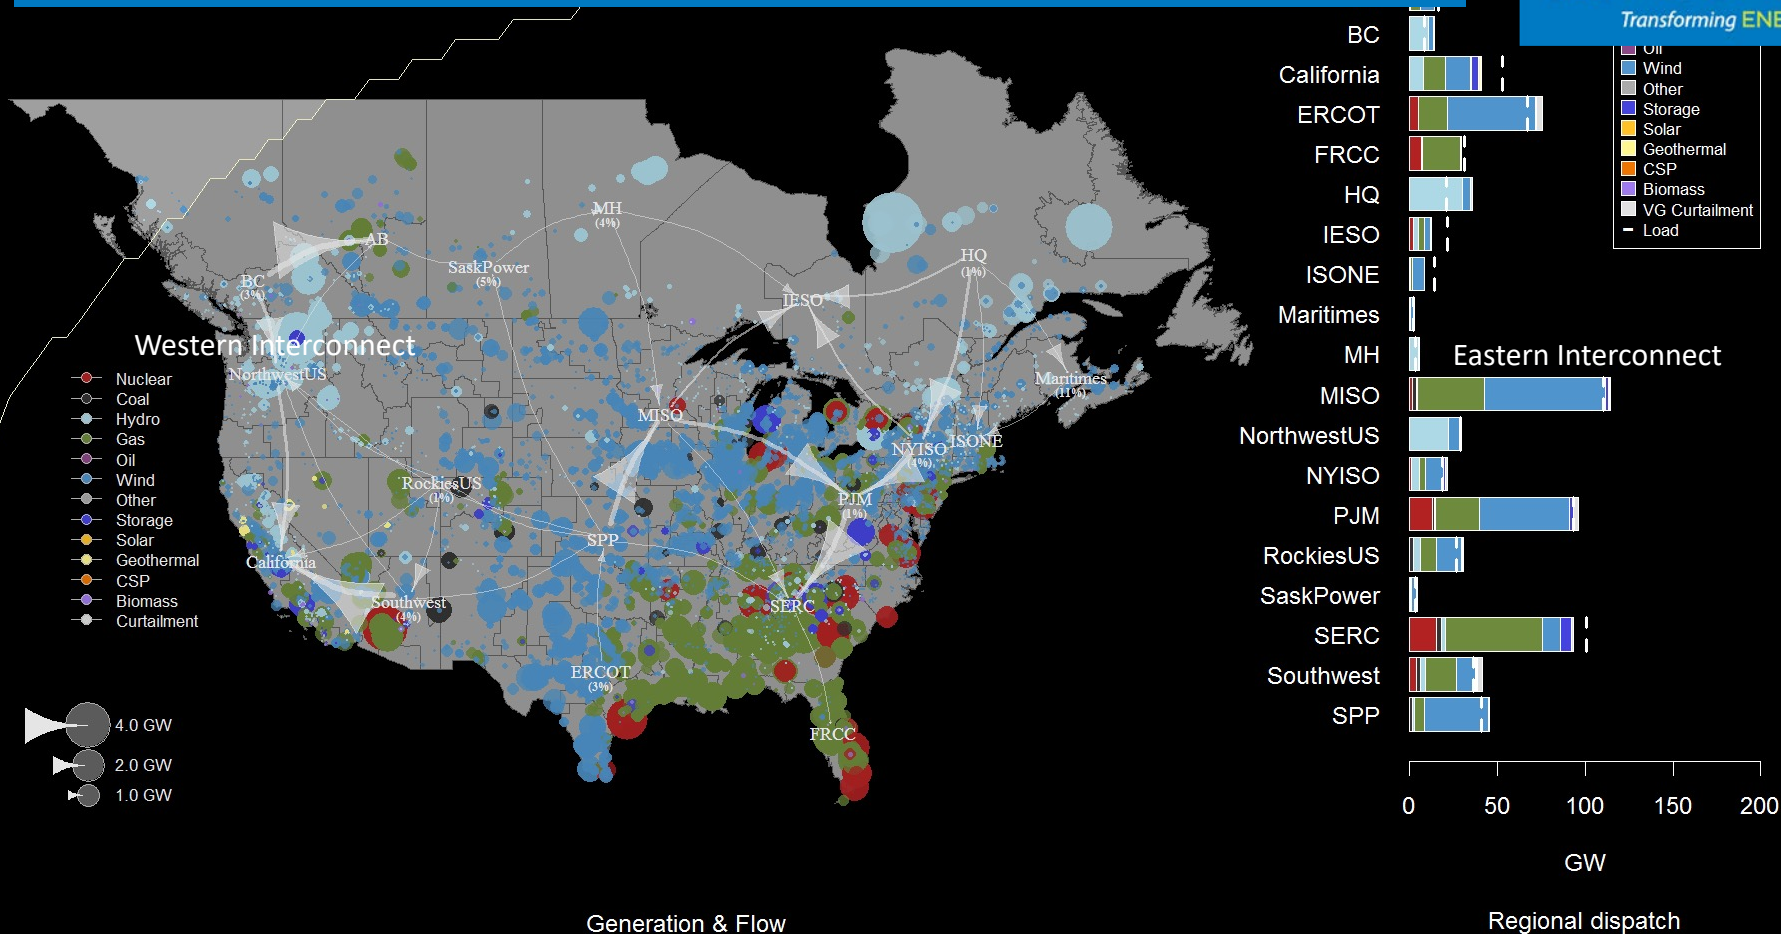 Transforming
Western Interconnect
Nuclear
Coal
Hydro
Gas
Oil
Wind
Other
Storage
Solar
Geothermal
CSP
Biomass
Curtailment
4.0 GW
2.0 GW
1.0 GW
MH
(4%)
AB
SaskPower
(5%)
BC
(3%)
HQ
(1%)
IESO
NorthwestUS
Maritimes
(11%)
MISO
ISONE
NYISO
(4%)
RockiesUS
(1%)
PJM
(1%)
SPP
California
Southwest
(4%)
SERC
ERCOT
(3%)
FRCC
Generation & Flow
BC
California
ERCOT
FRCC
HQ
IESO
ISONE
Maritimes
MH
MISO
NorthwestUS
NYISO
PJM
RockiesUS
SaskPower
SERC
Southwest
SPP
Eastern Interconnect
Oil
Wind
Other
Storage
Solar
Geothermal
CSP
Biomass
VG Curtailment
Load
0 50 100 150 200
GW
Regional dispatch